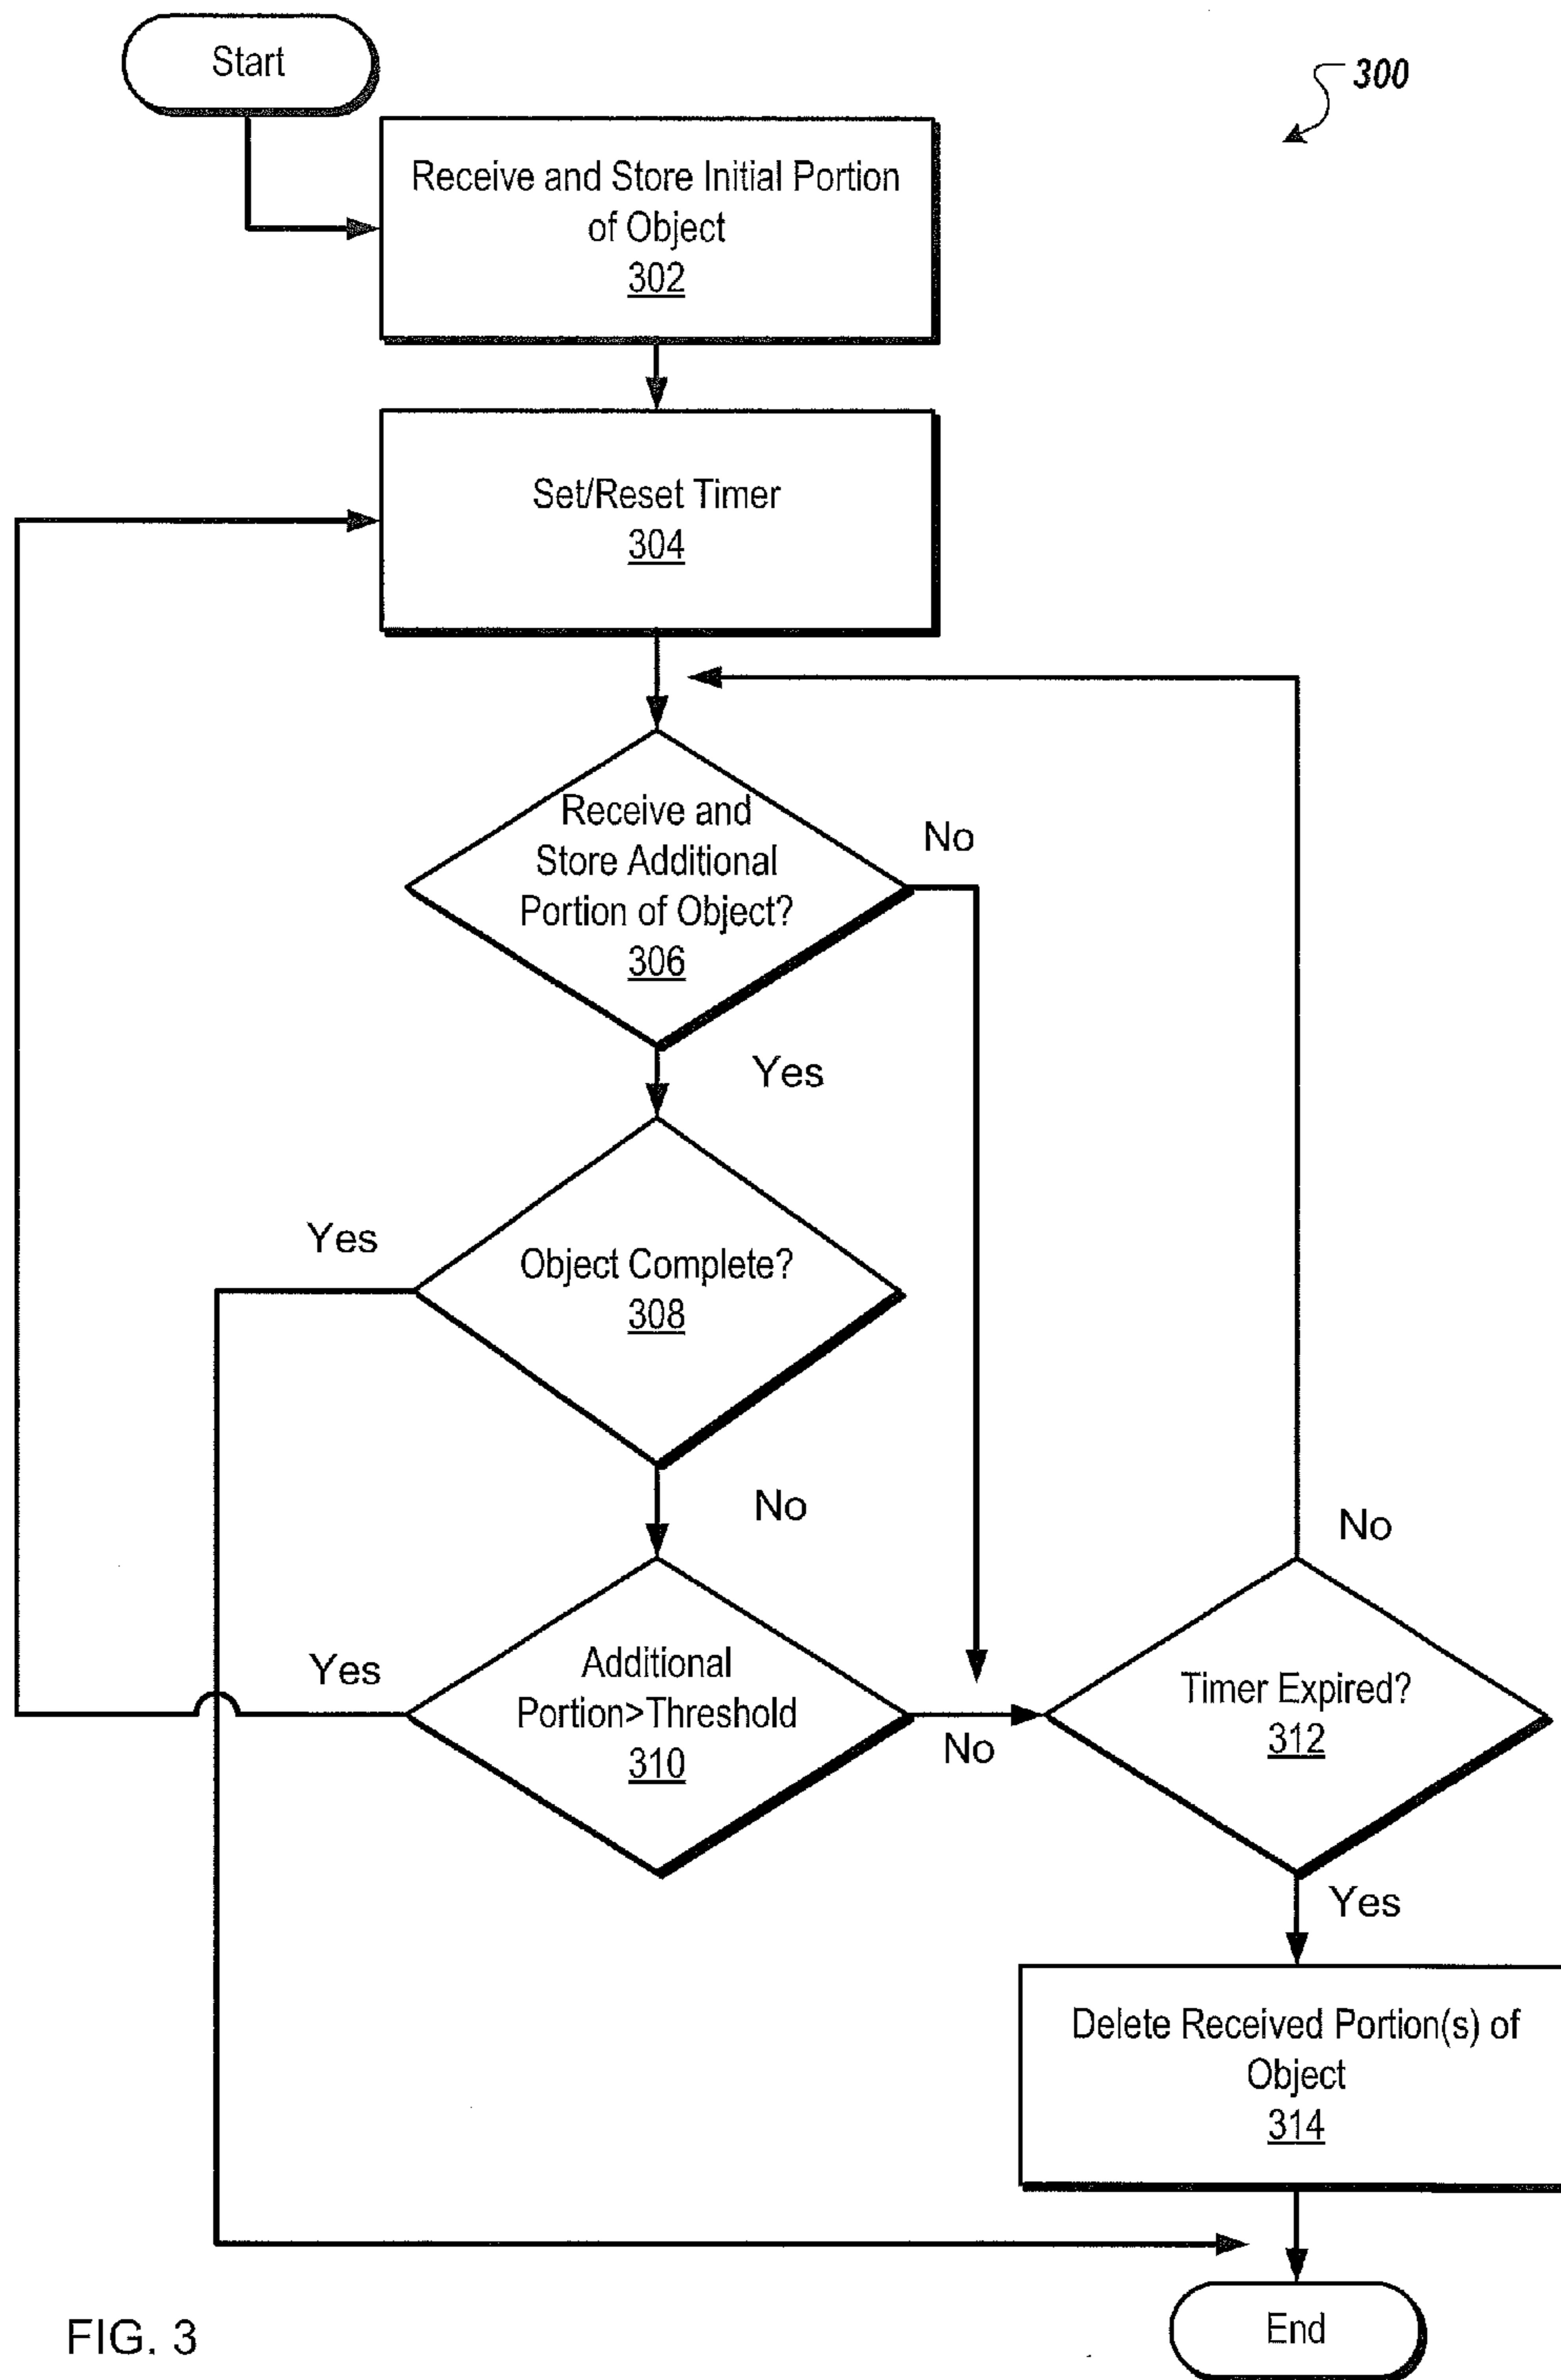 Start
300
Receive and Store Initial Portion
of Object
302
Set/Reset Timer
304
Receive and
Store Additional
Portion of Object?
306
No
Yes
Object Complete?
308
Yes
No
Additional
Portion>Threshold
310
Yes
No
Timer Expired?
312
No
Yes
Delete Received Portion(s) of
Object
314
End
FIG. 3